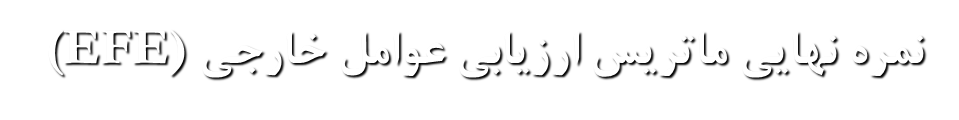 نمره نهایی ماتریس ارزیابی عوامل خارجی (EFE)